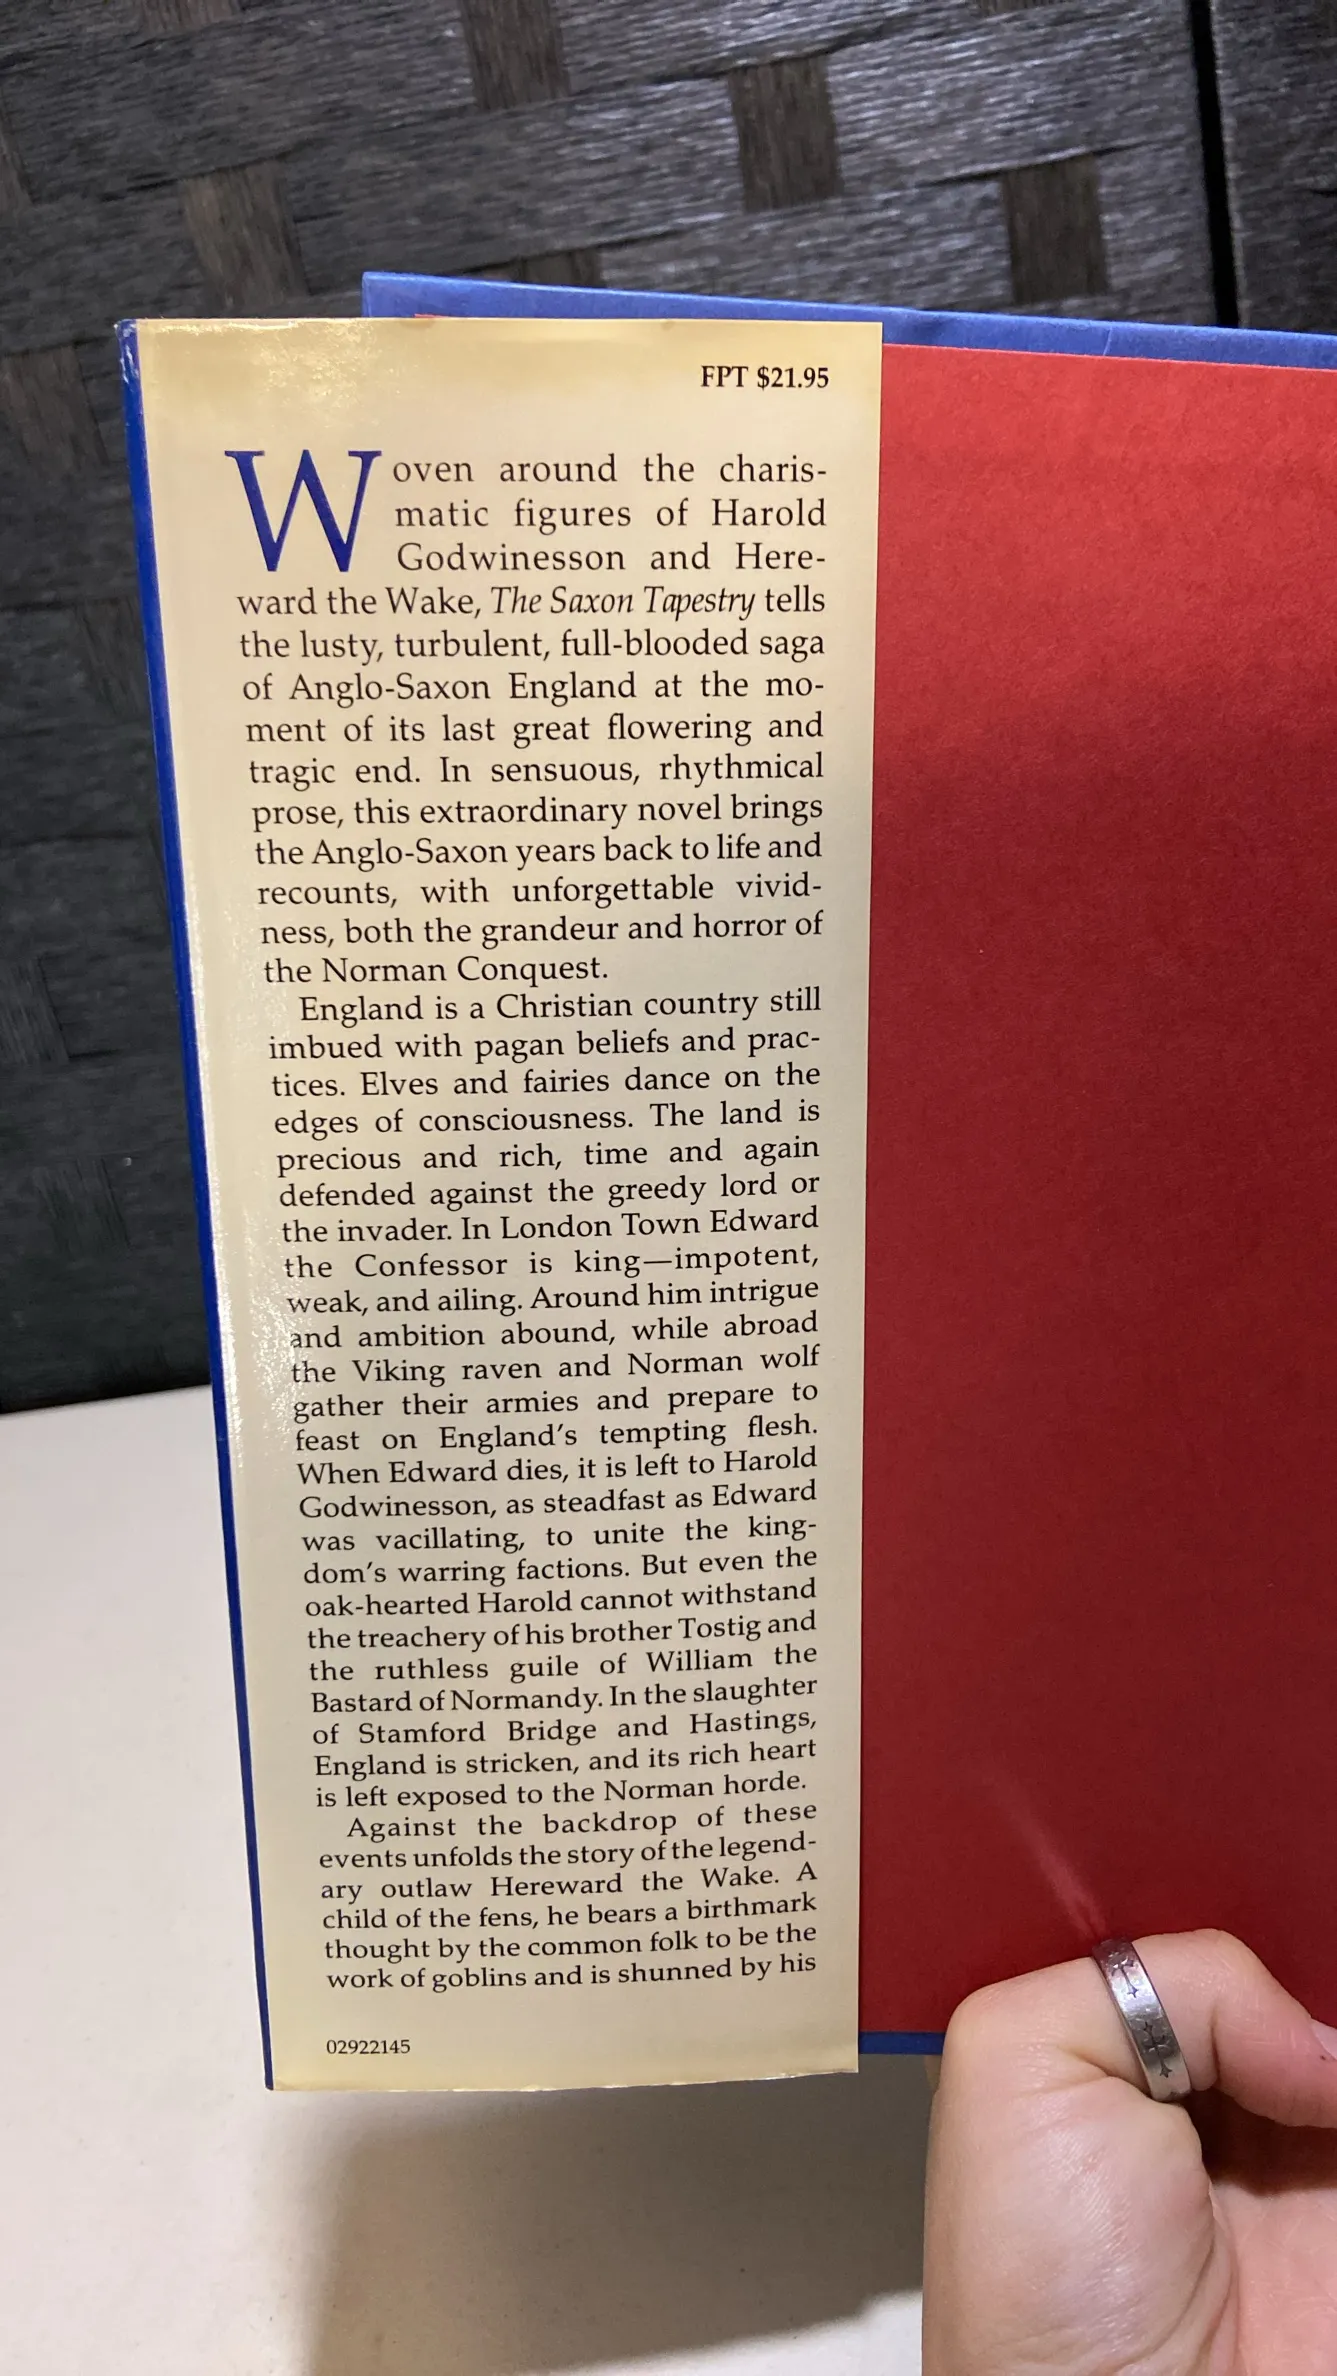 FPT $21.95
Woven around the charis-
matic figures of Harold
Godwinesson and Here-
ward the Wake, The Saxon Tapestry tells
the lusty, turbulent, full-blooded saga
of Anglo-Saxon England at the mo-
ment of its last great flowering and
tragic end. In sensuous, rhythmical
prose, this extraordinary novel brings
the Anglo-Saxon years back to life and
recounts, with unforgettable vivid-
ness, both the grandeur and horror of
the Norman Conquest.
England is a Christian country still
imbued with pagan beliefs and prac-
tices. Elves and fairies dance on the
edges of consciousness. The land is
precious and rich, time and again
defended against the greedy lord or
the invader. In London Town Edward
the Confessor is king—impotent,
weak, and ailing. Around him intrigue
and ambition abound, while abroad
the Viking raven and Norman wolf
gather their armies and prepare to
feast on England's tempting flesh.
When Edward dies, it is left to Harold
Godwinesson, as steadfast as Edward
was vacillating, to unite the king-
dom's warring factions. But even the
oak-hearted Harold cannot withstand
the treachery of his brother Tostig and
the ruthless guile of William the
Bastard of Normandy. In the slaughter
of Stamford Bridge and Hastings,
England is stricken, and its rich heart
is left exposed to the Norman horde.
Against the backdrop of these
events unfolds the story of the legend-
ary outlaw Hereward the Wake. A
child of the fens, he bears a birthmark
thought by the common folk to be the
work of goblins and is shunned by his
02922145